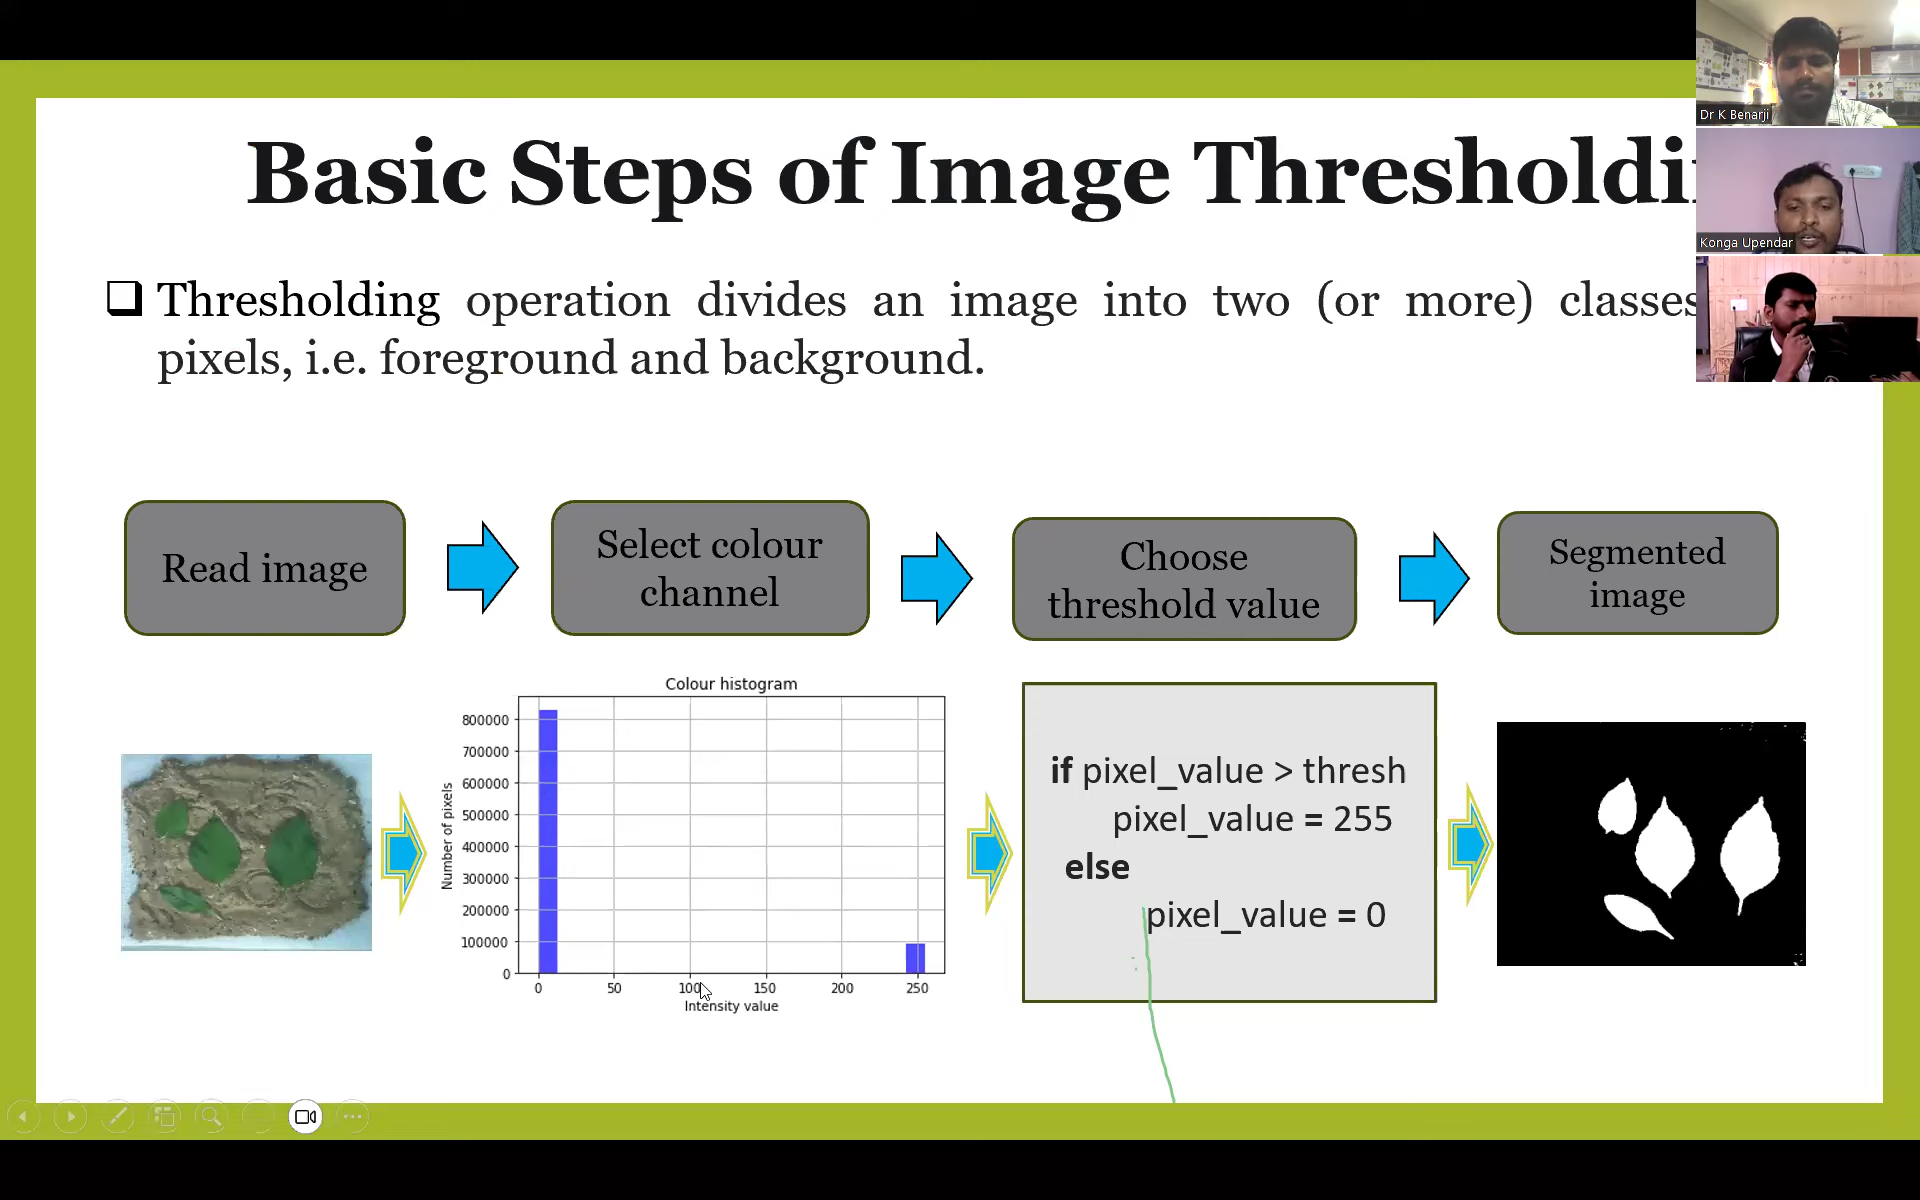 Basic Steps of Image Thresholdi
Dr K Benarji
Konga Upendar
Thresholding operation divides an image into two (or more) classes
pixels, i.e. foreground and background.
Read image
Select colour
channel
Choose
threshold value
Segmented
image
Colour histogram
800000
700000
600000
500000
400000
300000
200000
100000
0
Number of pixels
0 50 100 150 200 250
Intensity value
if pixel_value > thresh
pixel_value = 255
else
pixel_value = 0